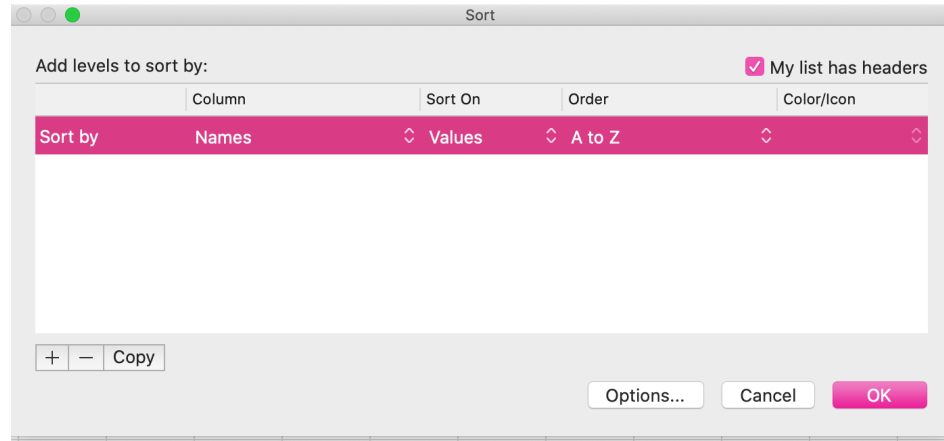 Sort
Add levels to sort by:
My list has headers
Column Sort On Order Color/Icon
Sort by Names Values A to Z
+ − Copy
Options... Cancel OK